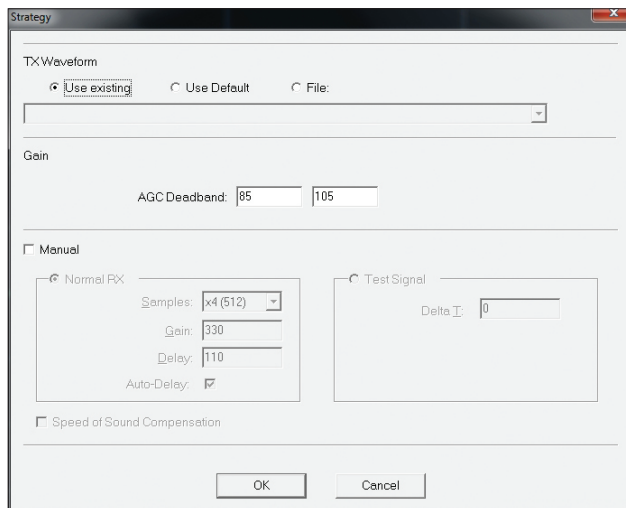 Strategy
TX Waveform
Use existing Use Default File:
Gain
AGC Deadband: 85 105
Manual
Normal RX Test Signal
Samples: x4 (512) Delta T: 0
Gain: 330
Delay: 110
Auto-Delay:
Speed of Sound Compensation
OK Cancel